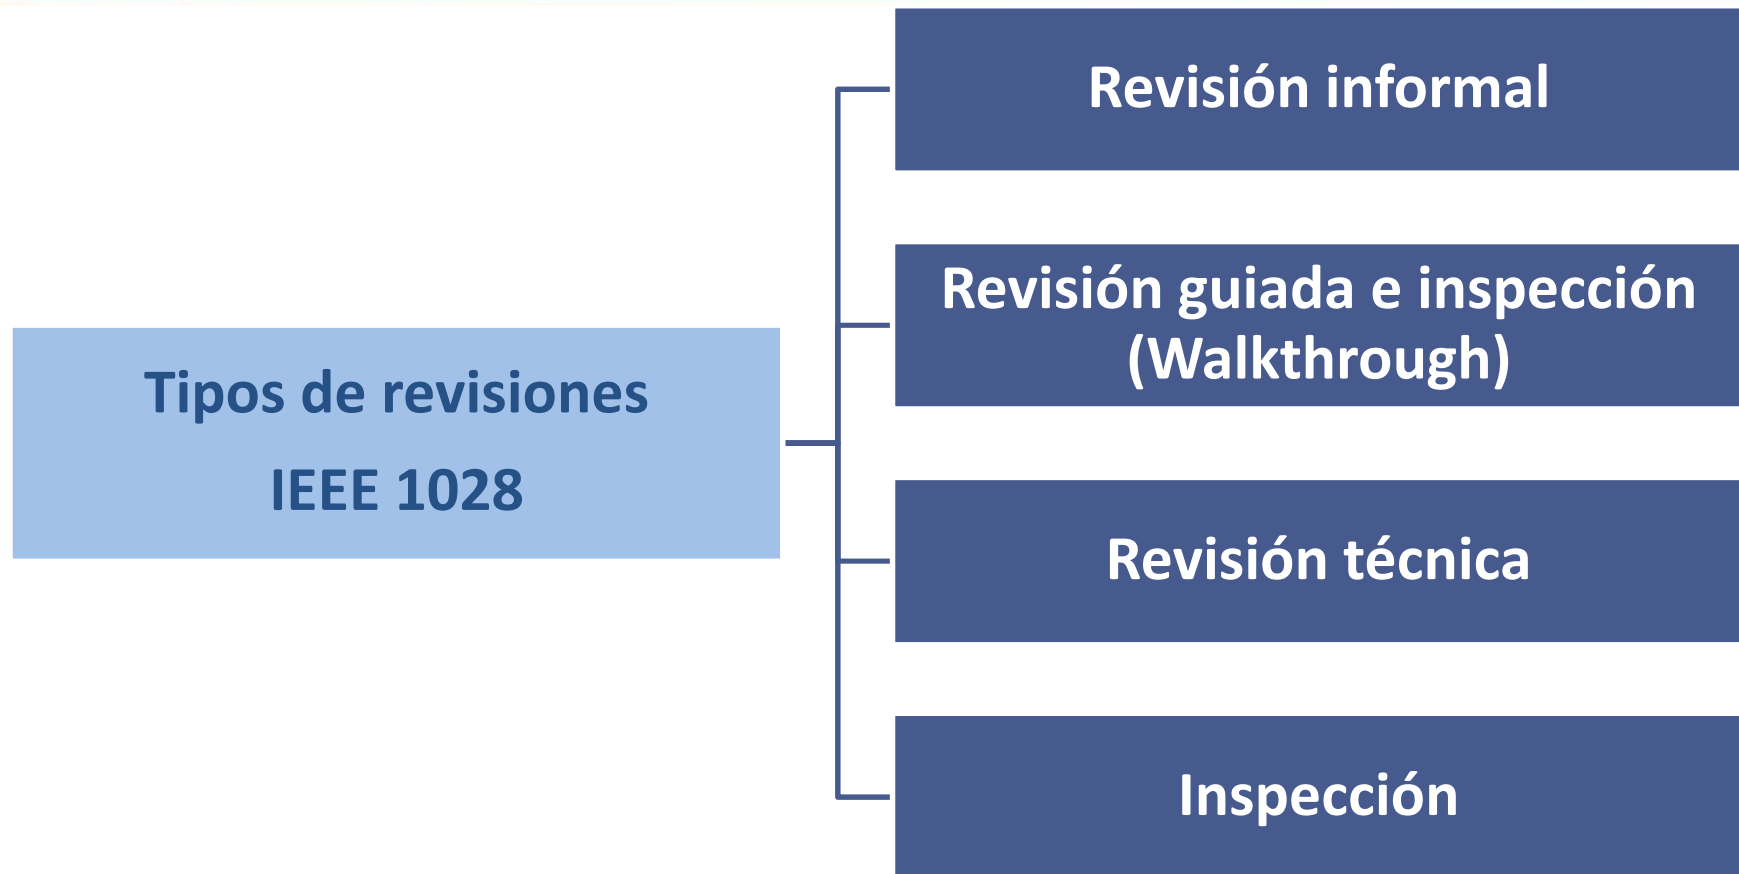 Tipos de revisiones
IEEE 1028
Revisión informal
Revisión guiada e inspección
(Walkthrough)
Revisión técnica
Inspección